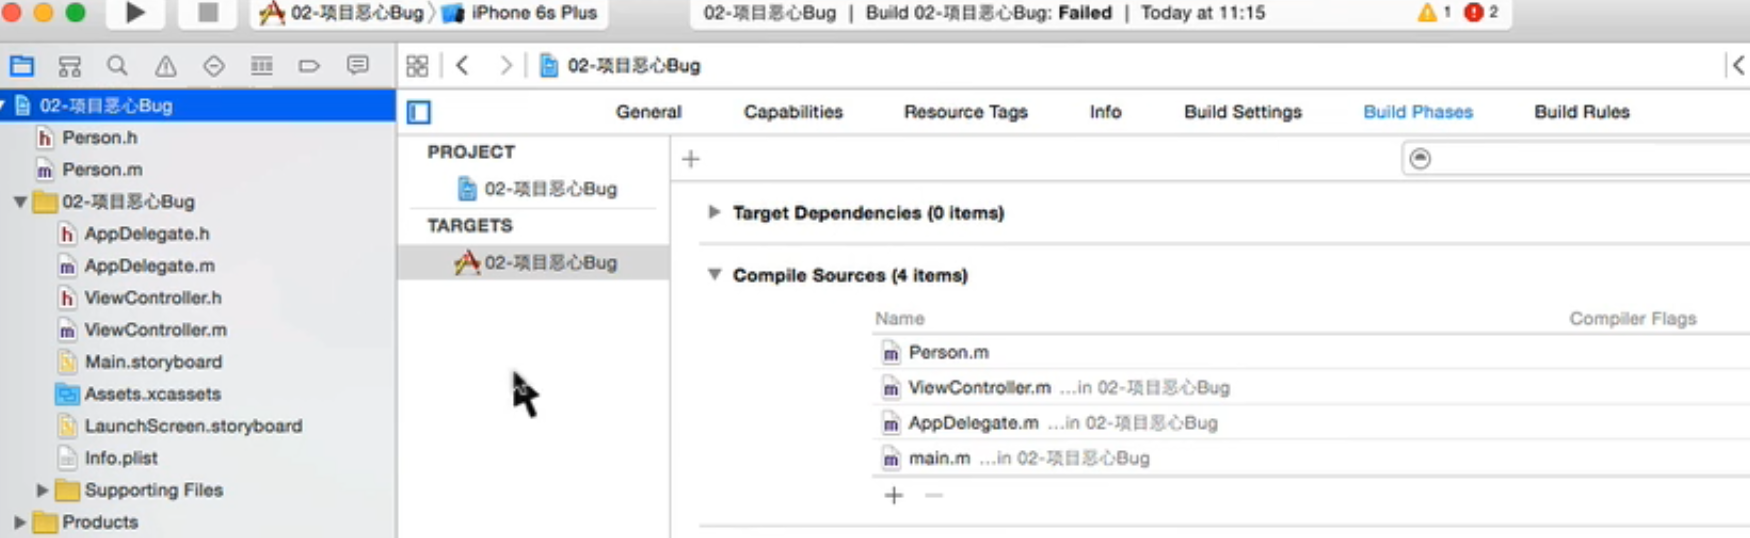 02-项目恶心Bug iPhone 6s Plus 02-项目恶心Bug | Build 02-项目恶心Bug: Failed | Today at 11:15 1 2
02-项目恶心Bug
02-项目恶心Bug
Person.h
Person.m
02-项目恶心Bug
AppDelegate.h
AppDelegate.m
ViewController.h
ViewController.m
Main.storyboard
Assets.xcassets
LaunchScreen.storyboard
Info.plist
Supporting Files
Products
General Capabilities Resource Tags Info Build Settings Build Phases Build Rules
PROJECT
02-项目恶心Bug
TARGETS
02-项目恶心Bug
Target Dependencies (0 items)
Compile Sources (4 items)
Name Compiler Flags
Person.m
ViewController.m ...in 02-项目恶心Bug
AppDelegate.m ...in 02-项目恶心Bug
main.m ...in 02-项目恶心Bug